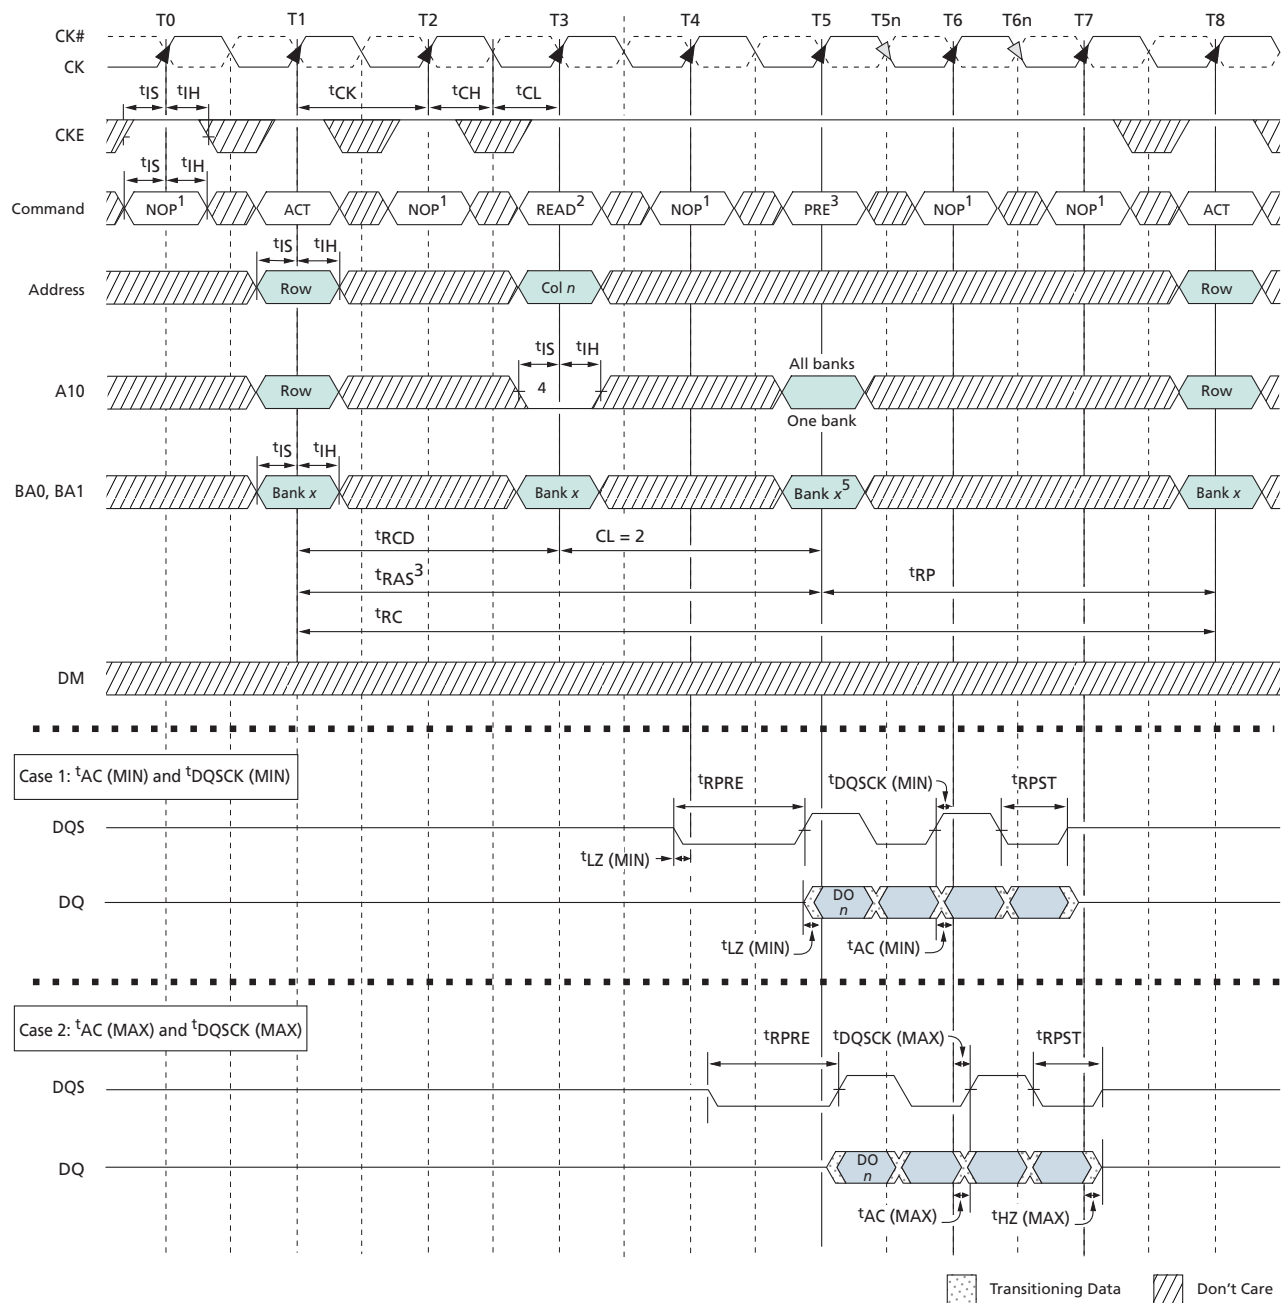 T0 T1 T2 T3 T4 T5 T5n T6 T6n T7 T8
CK#
CK
tIS tIH tCK tCH tCL
CKE
tIS tIH
Command NOP1 ACT NOP1 READ2 NOP1 PRE3 NOP1 NOP1 ACT
tIS tIH
Address Row Col n Row
tIS tIH All banks
A10 Row 4 Row
One bank
tIS tIH
BA0, BA1 Bank x Bank x Bank x5 Bank x
tRCD CL = 2
tRAS3 tRP
tRC
DM
Case 1: tAC (MIN) and tDQSCK (MIN)
tRPRE tDQSCK (MIN) tRPST
DQS
tLZ (MIN)
DQ DO n
tLZ (MIN) tAC (MIN)
Case 2: tAC (MAX) and tDQSCK (MAX)
tRPRE tDQSCK (MAX) tRPST
DQS
DQ DO n
tAC (MAX) tHZ (MAX)
Transitioning Data Don't Care